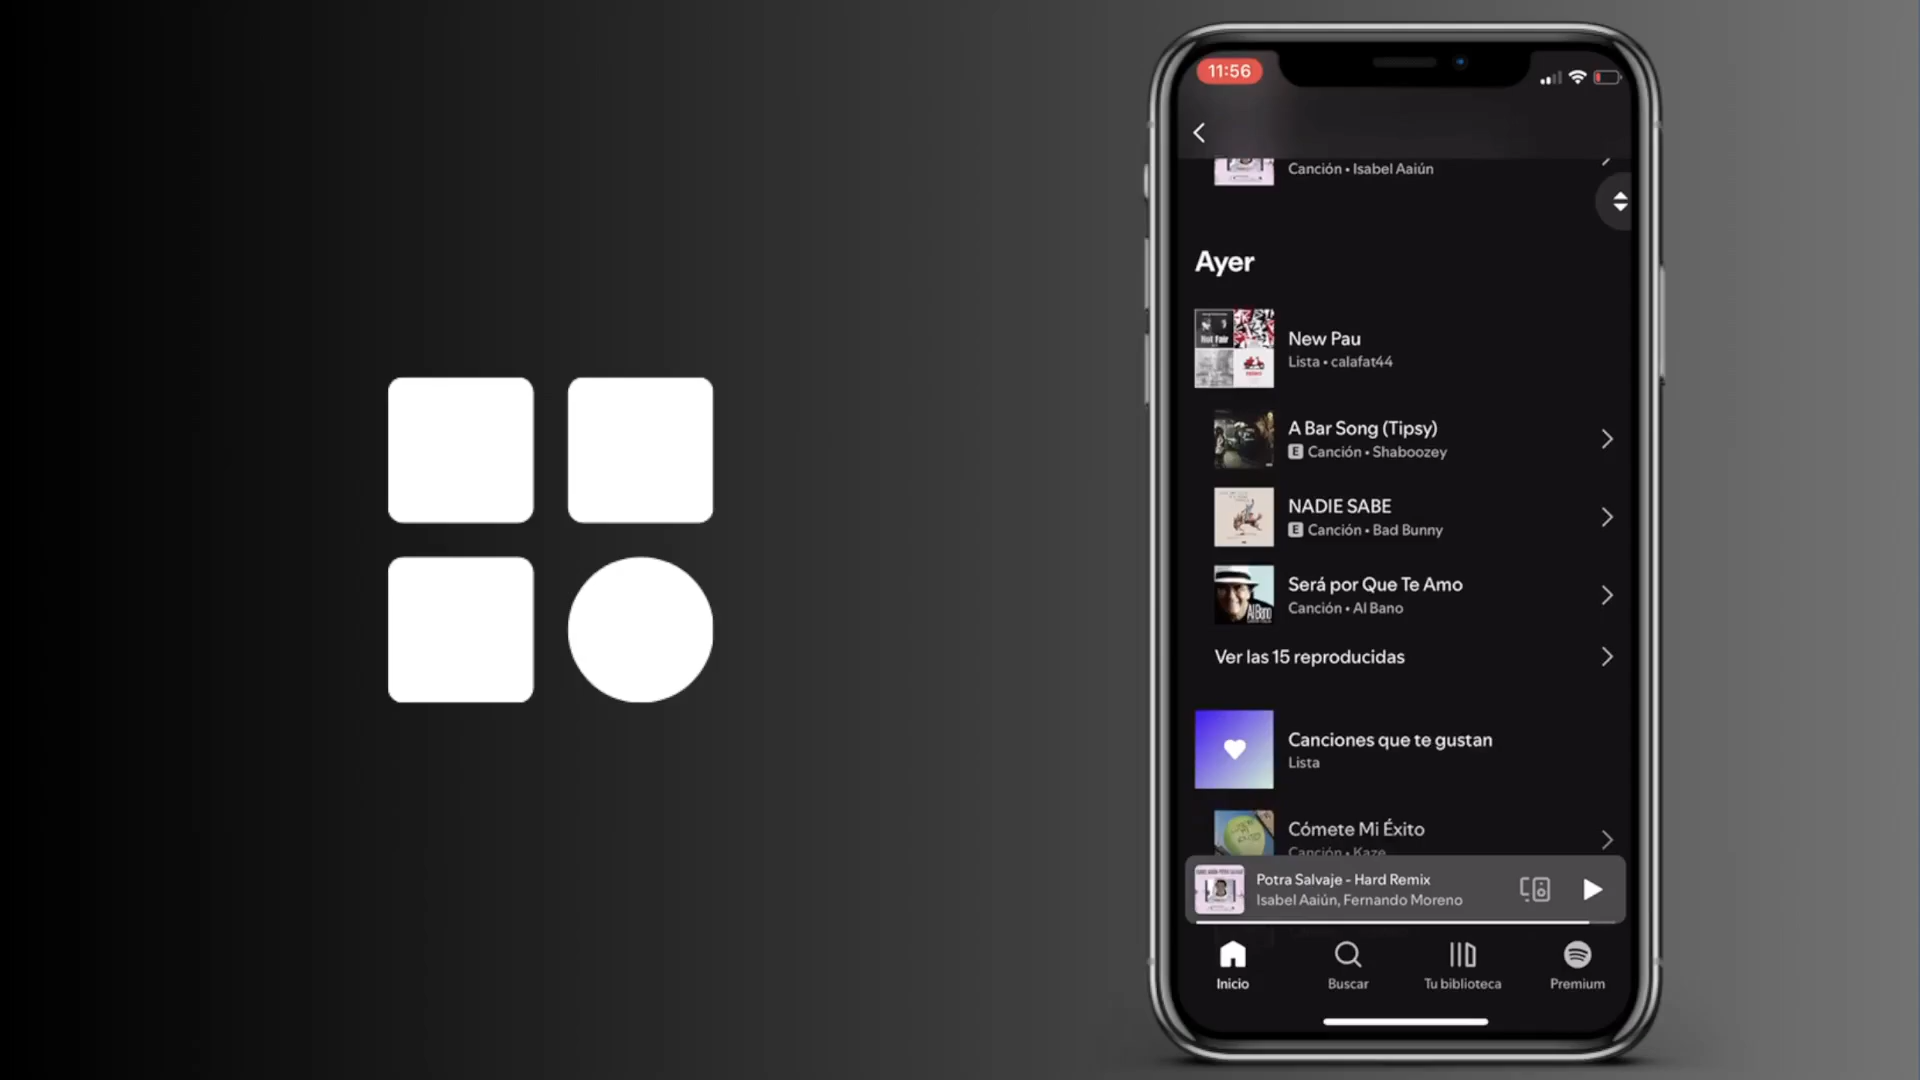 11:56
Canción • Isabel Aaiún
Ayer
New Pau
Lista • calafat44
A Bar Song (Tipsy)
E Canción • Shaboozey
NADIE SABE
E Canción • Bad Bunny
Será por Que Te Amo
Canción • Al Bano
Ver las 15 reproducidas
Canciones que te gustan
Lista
Cómete Mi Éxito
Canción • Kaze
Potra Salvaje - Hard Remix
Isabel Aaiún, Fernando Moreno
Inicio
Buscar
Tu biblioteca
Premium